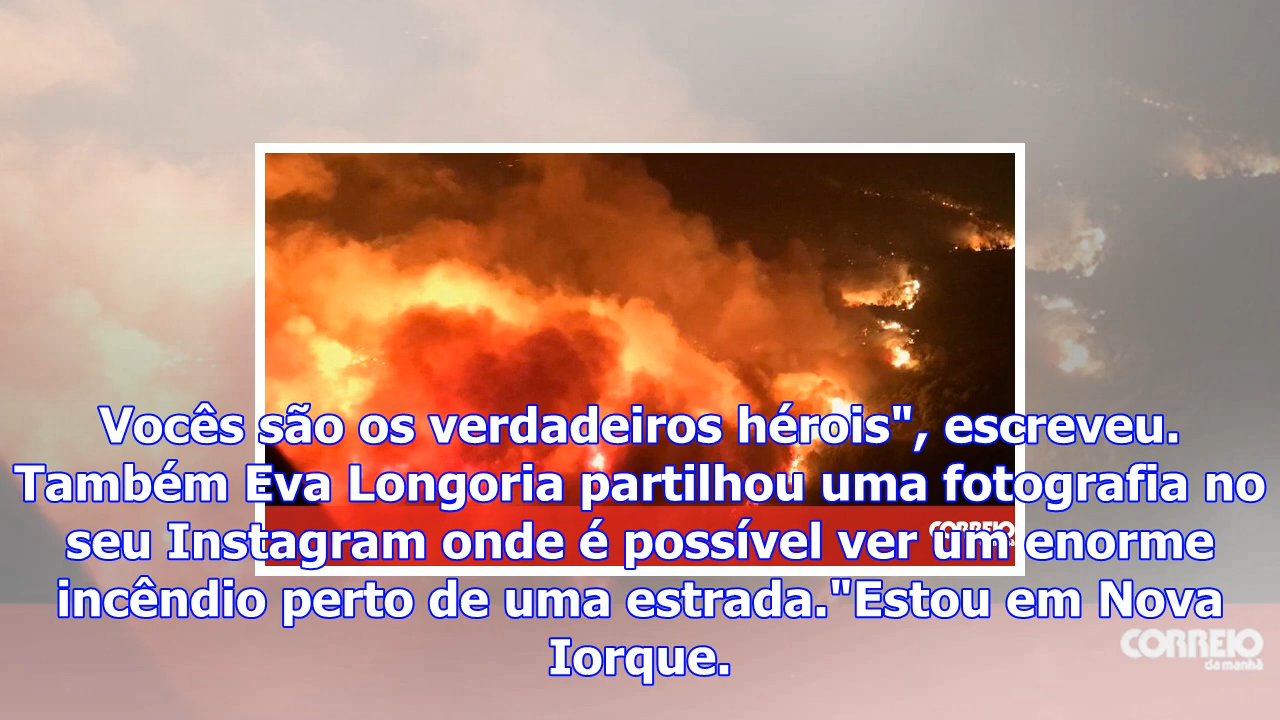 Vocês são os verdadeiros hérois", escreveu.
Também Eva Longoria partilhou uma fotografia no
seu Instagram onde é possível ver um enorme
incêndio perto de uma estrada."Estou em Nova
Iorque.
CORREIO
CORREIO
da manhã